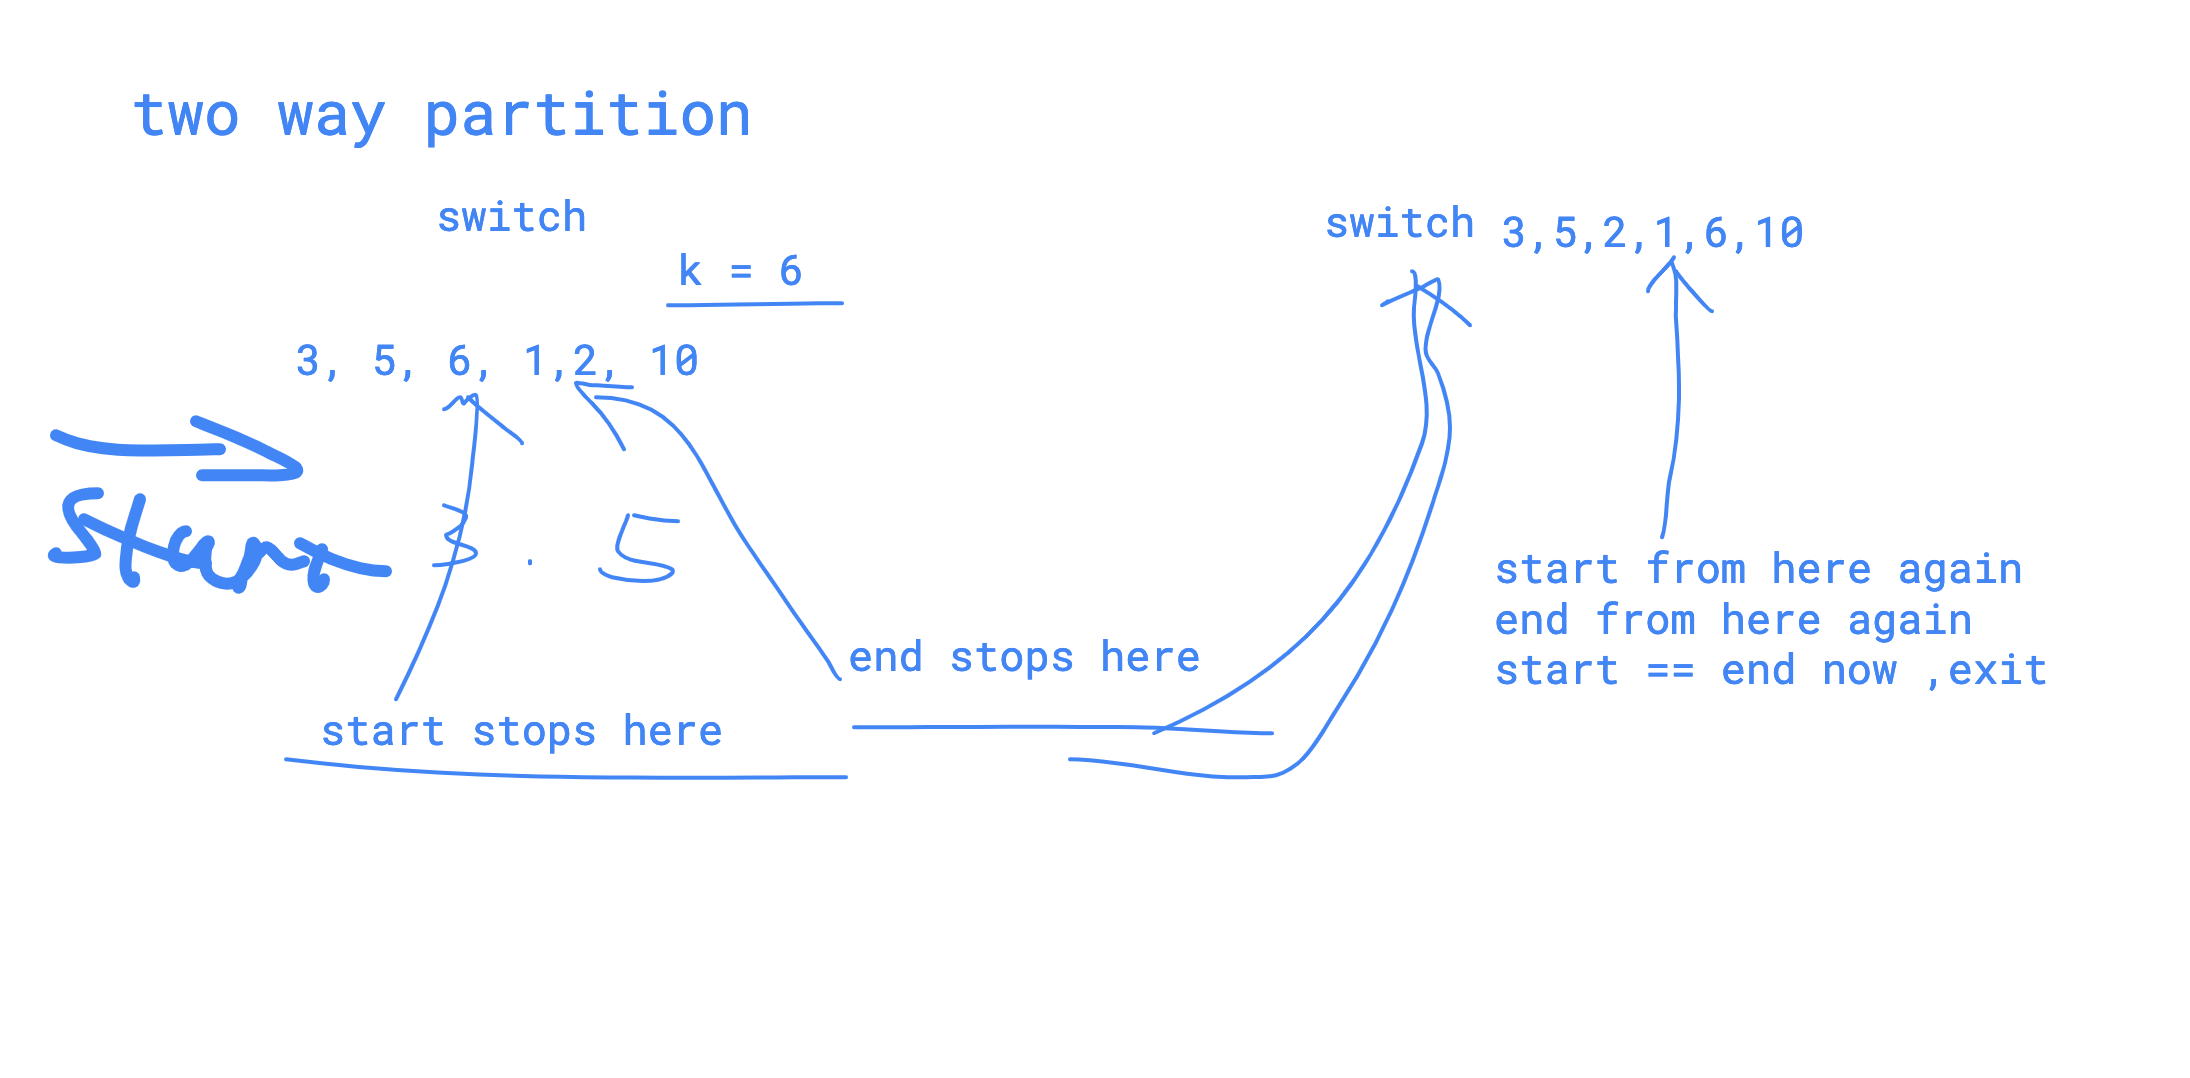 two way partition
switch
k = 6
3, 5, 6, 1,2, 10
start
3 . 5
start stops here
end stops here
switch
3,5,2,1,6,10
start from here again
end from here again
start == end now ,exit